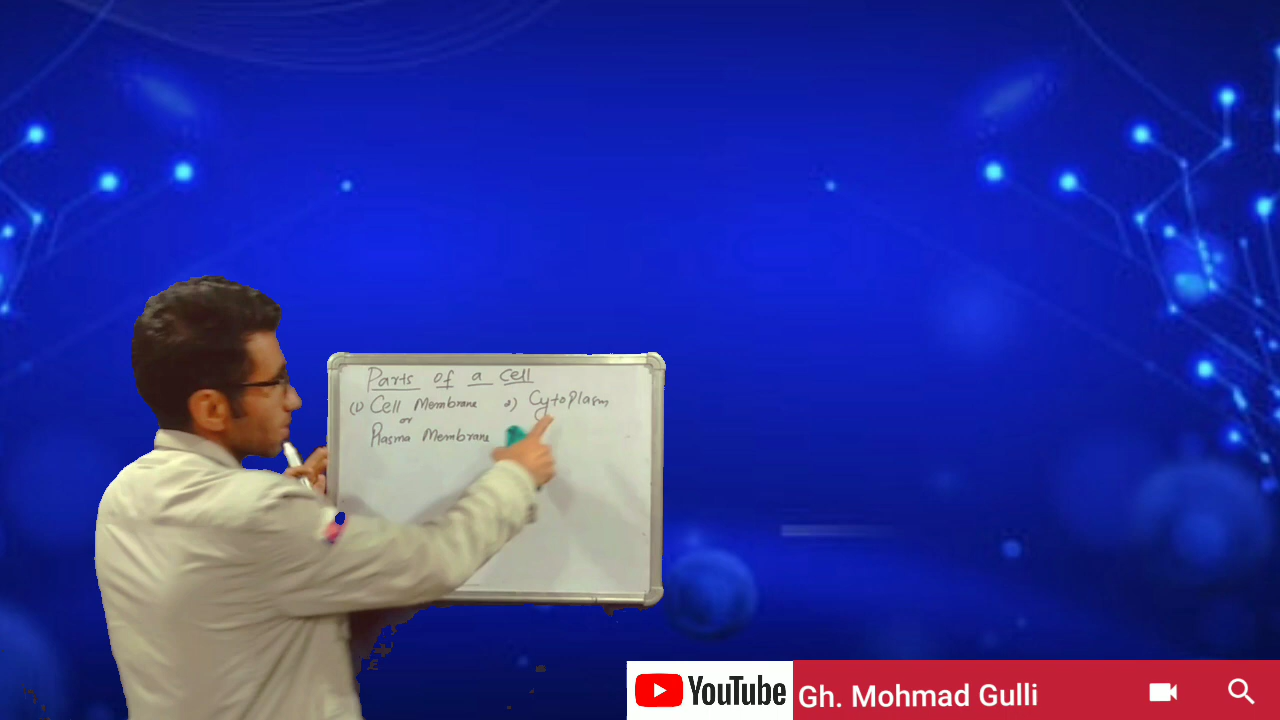 Parts of a Cell
(1) Cell Membrane 2) Cytoplasm
or
Plasma Membrane
YouTube Gh. Mohmad Gulli